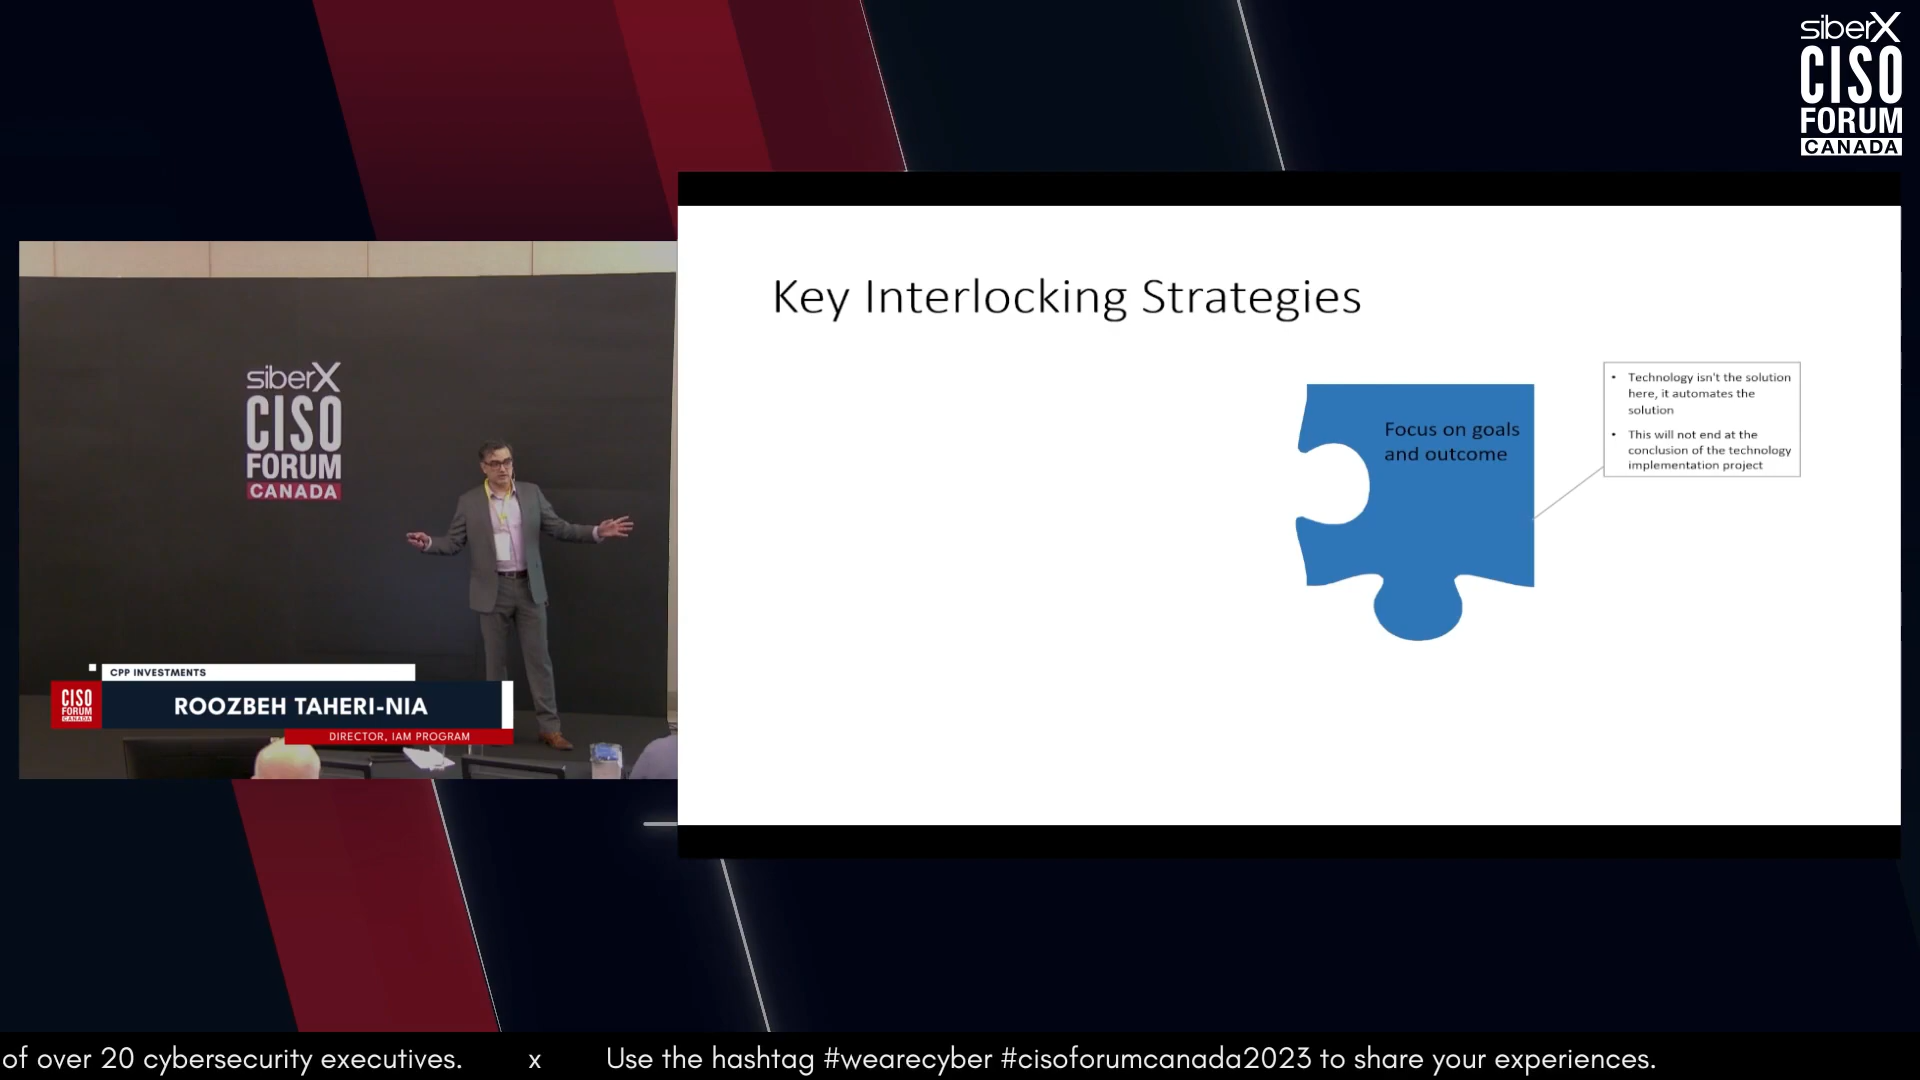 siberX
CISO
FORUM
CANADA
siberX
CISO
FORUM
CANADA
CPP INVESTMENTS
CISO
FORUM
CANADA
ROOZBEH TAHERI-NIA
DIRECTOR, IAM PROGRAM
Key Interlocking Strategies
Focus on goals
and outcome
• Technology isn't the solution
here, it automates the
solution
• This will not end at the
conclusion of the technology
implementation project
of over 20 cybersecurity executives. x Use the hashtag #wearecyber #cisoforumcanada2023 to share your experiences.